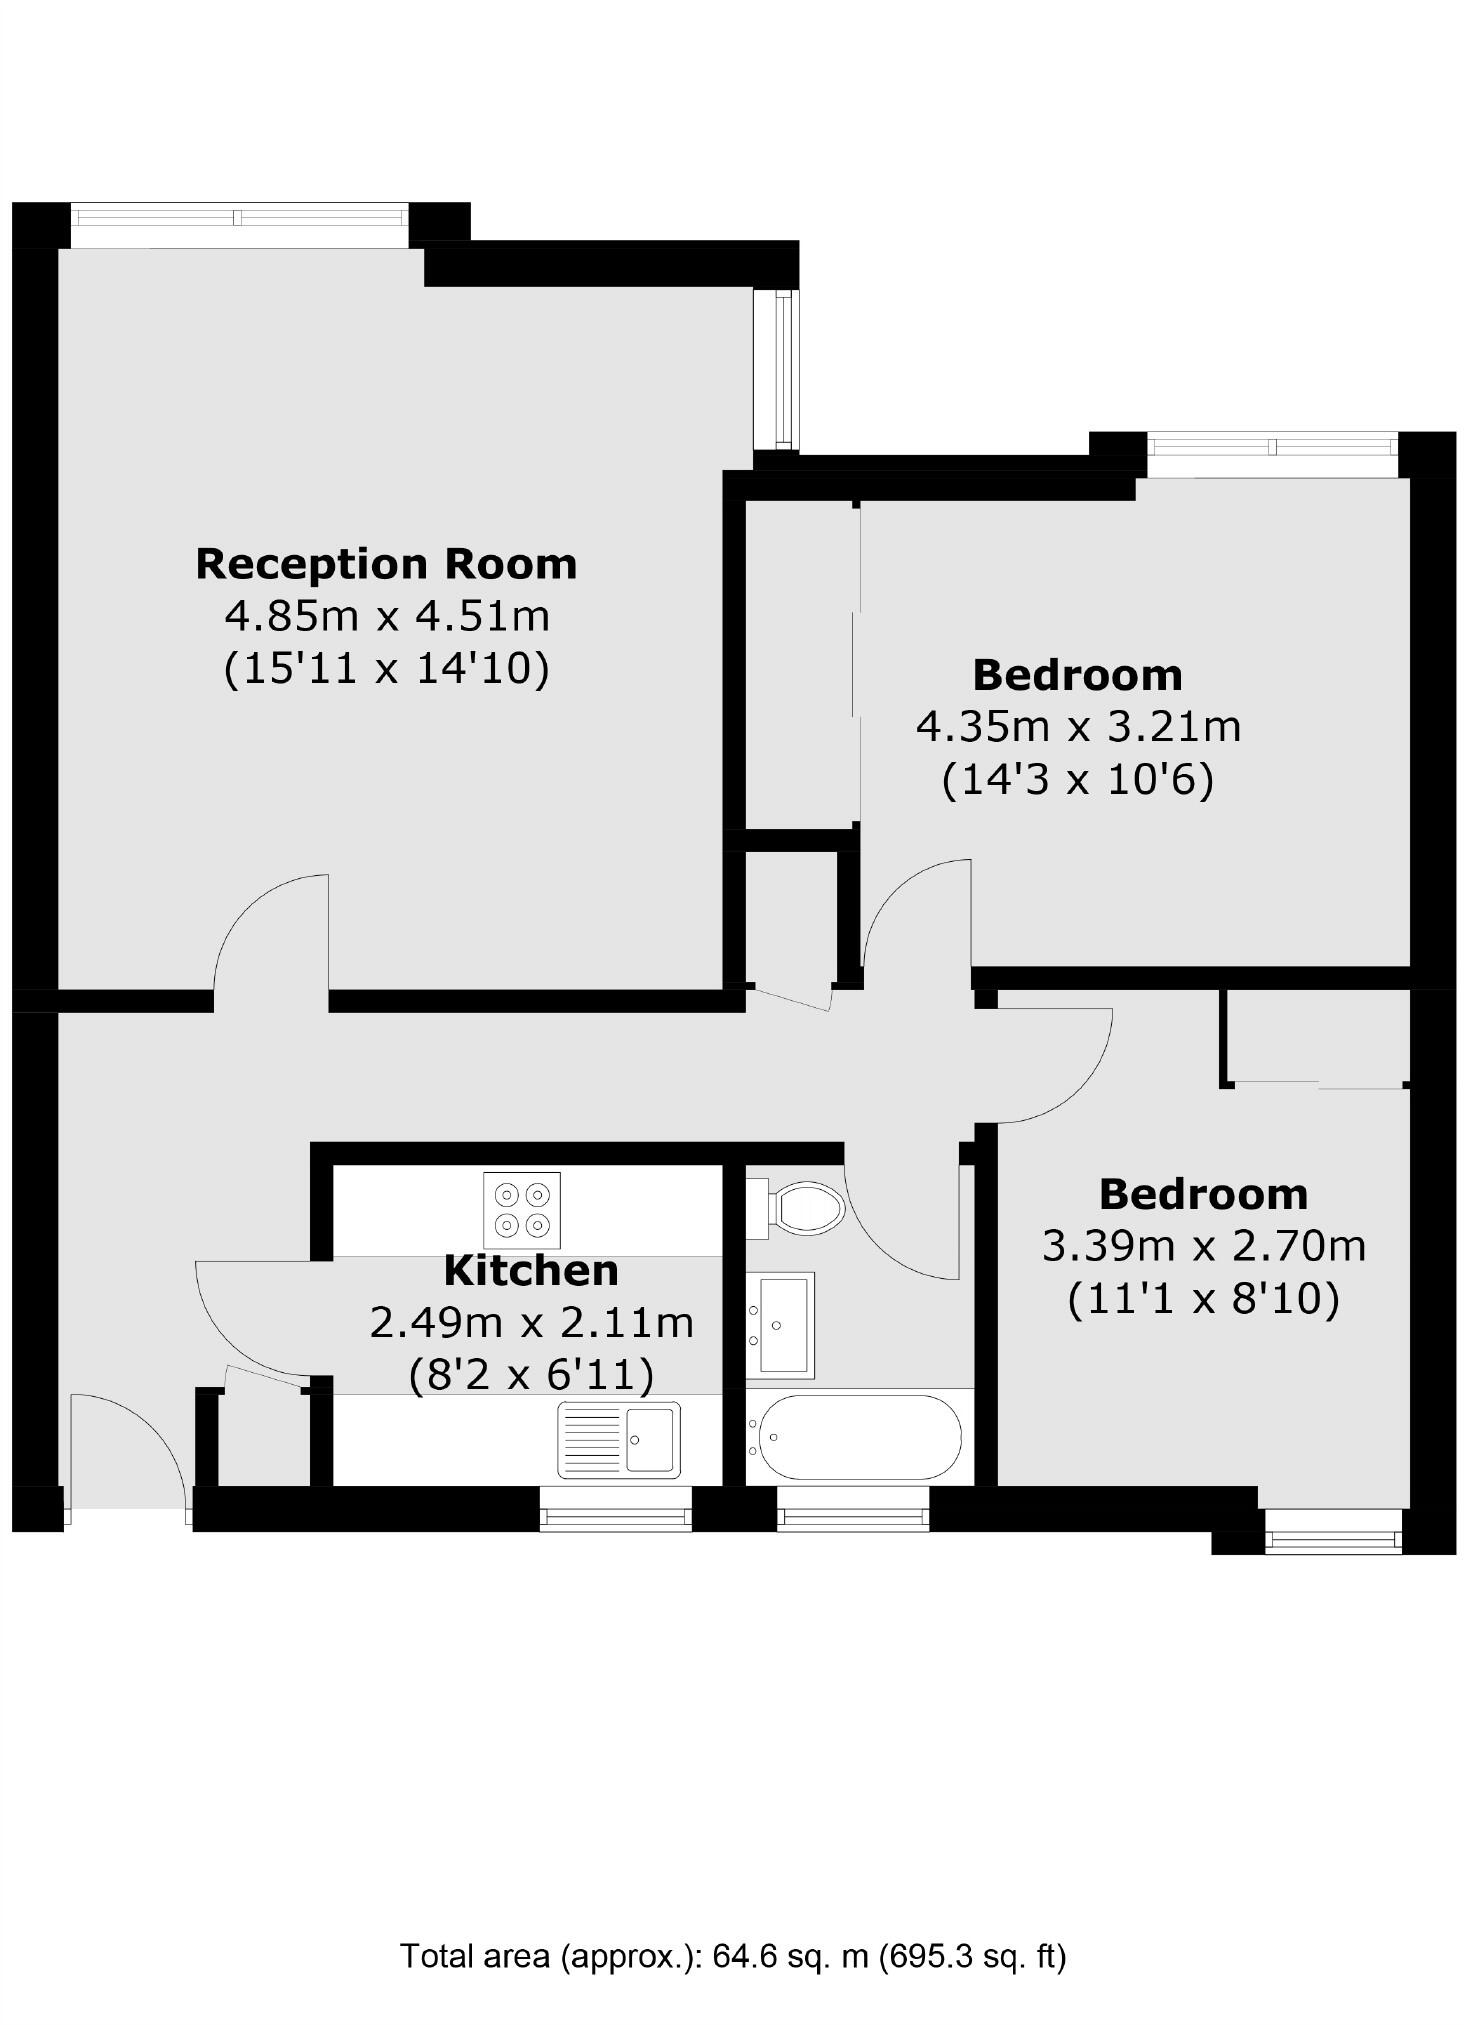 Reception Room
4.85m x 4.51m
(15'11 x 14'10)
Bedroom
4.35m x 3.21m
(14'3 x 10'6)
Bedroom
3.39m x 2.70m
(11'1 x 8'10)
Kitchen
2.49m x 2.11m
(8'2 x 6'11)
Total area (approx.): 64.6 sq. m (695.3 sq. ft)